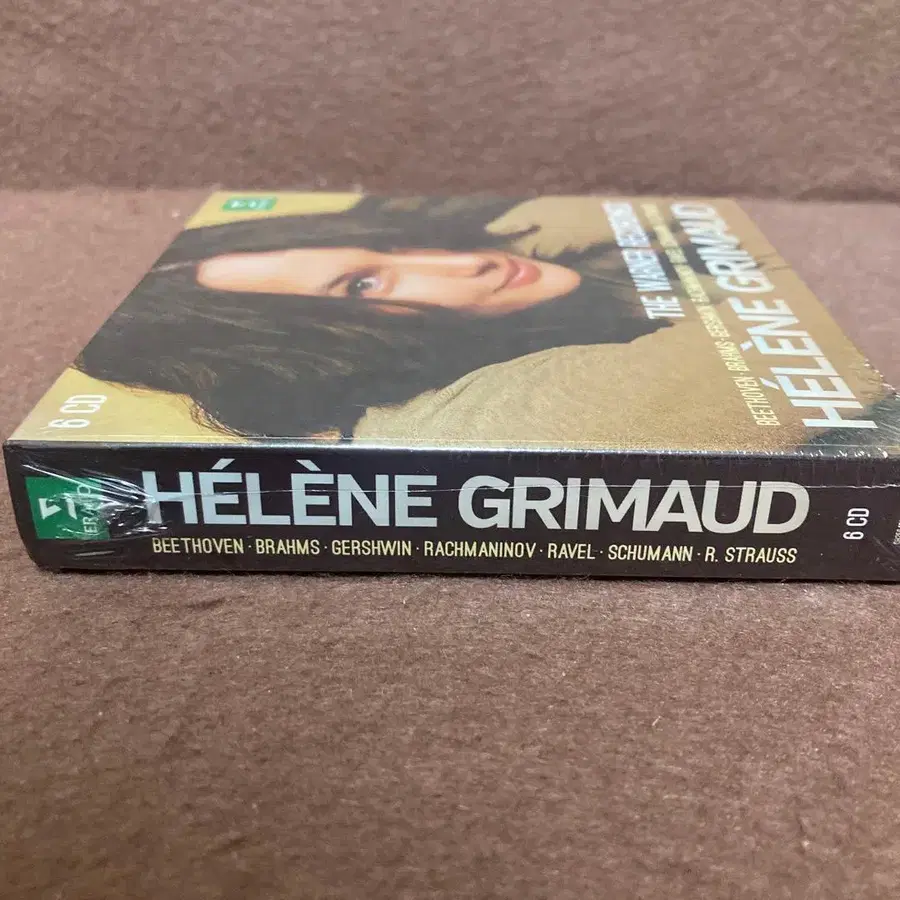 6 CD
THE WARNER RECORDINGS
BEETHOVEN · BRAHMS · GERSHWIN · RACHMANINOV
HÉLÈNE GRIMAUD
HÉLÈNE GRIMAUD
BEETHOVEN · BRAHMS · GERSHWIN · RACHMANINOV · RAVEL · SCHUMANN · R. STRAUSS
6 CD